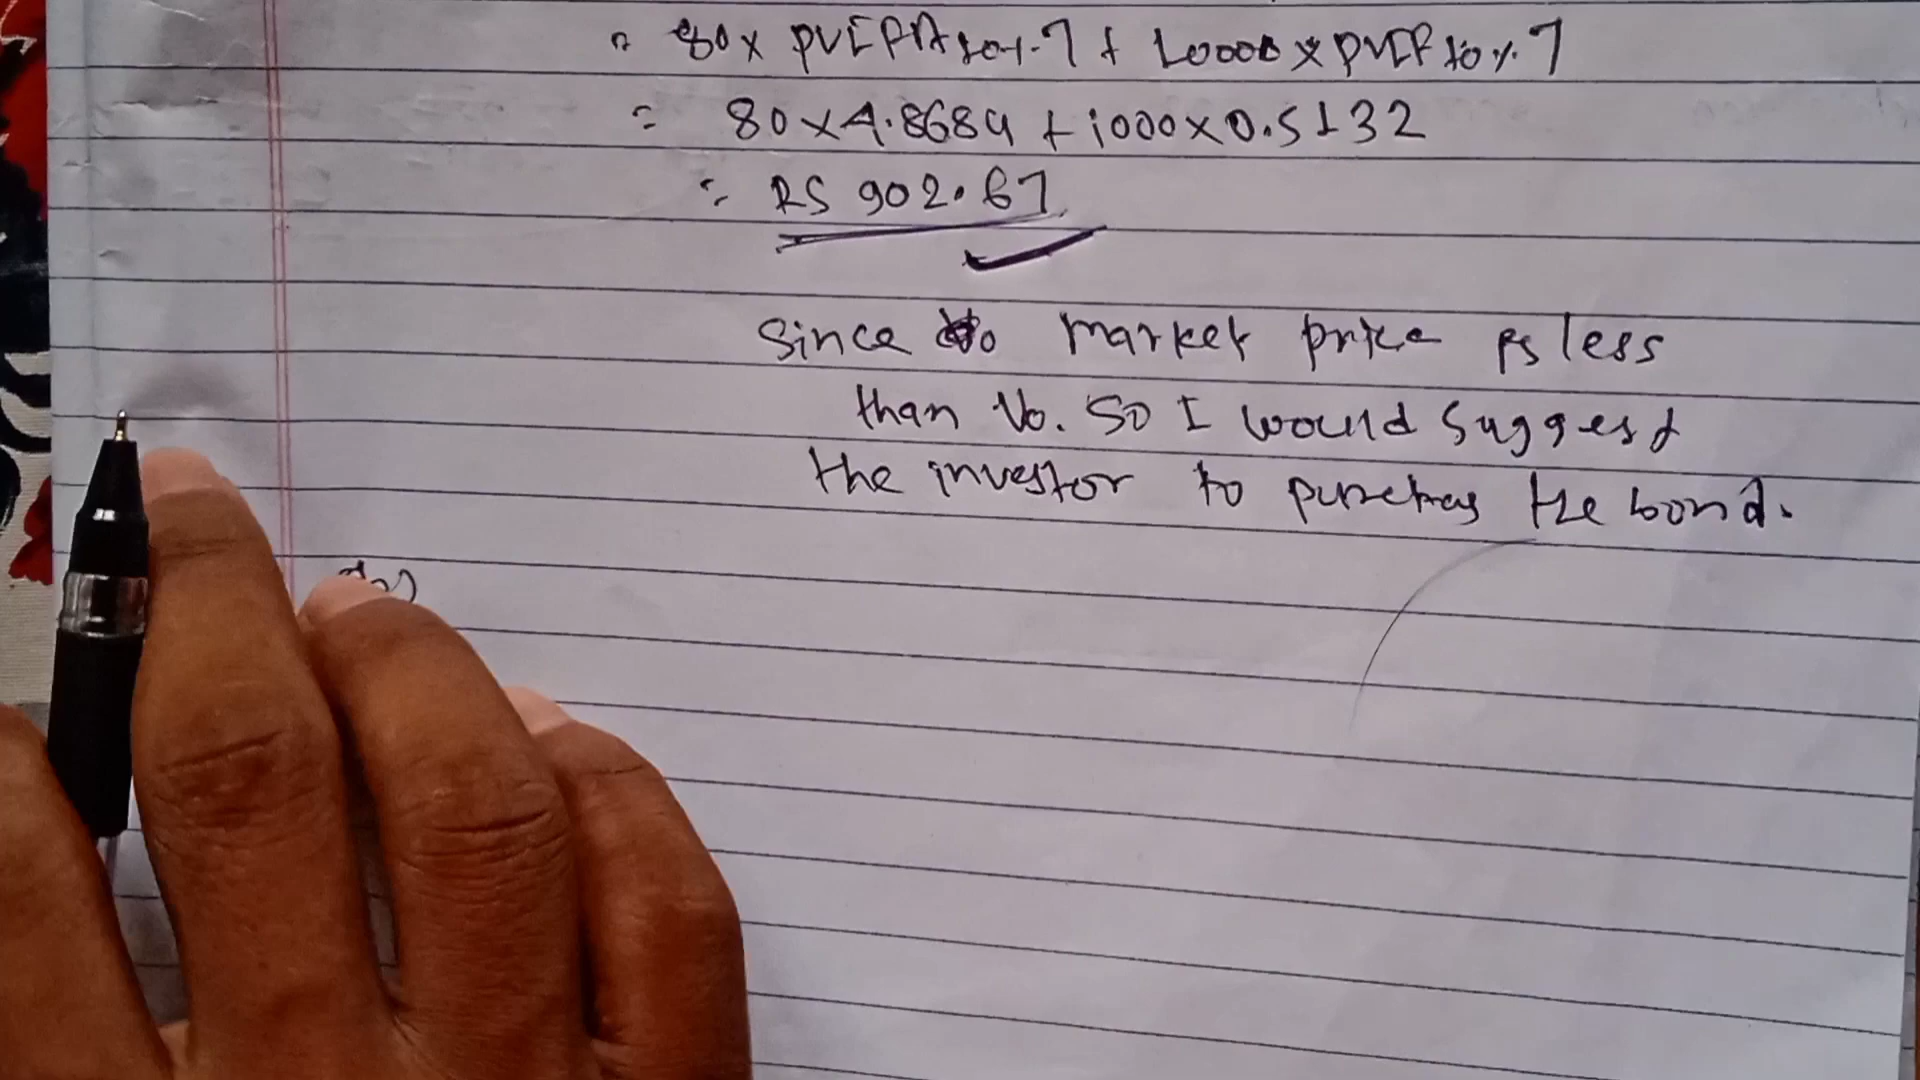 = 80 x PVIFA 10%.7 + 1000 x PVIF 10%.7
= 80 x 4.8684 + 1000 x 0.5132
= RS 902.67
Since Vo market price is less
than Vo. So I would suggest
the investor to the bond.